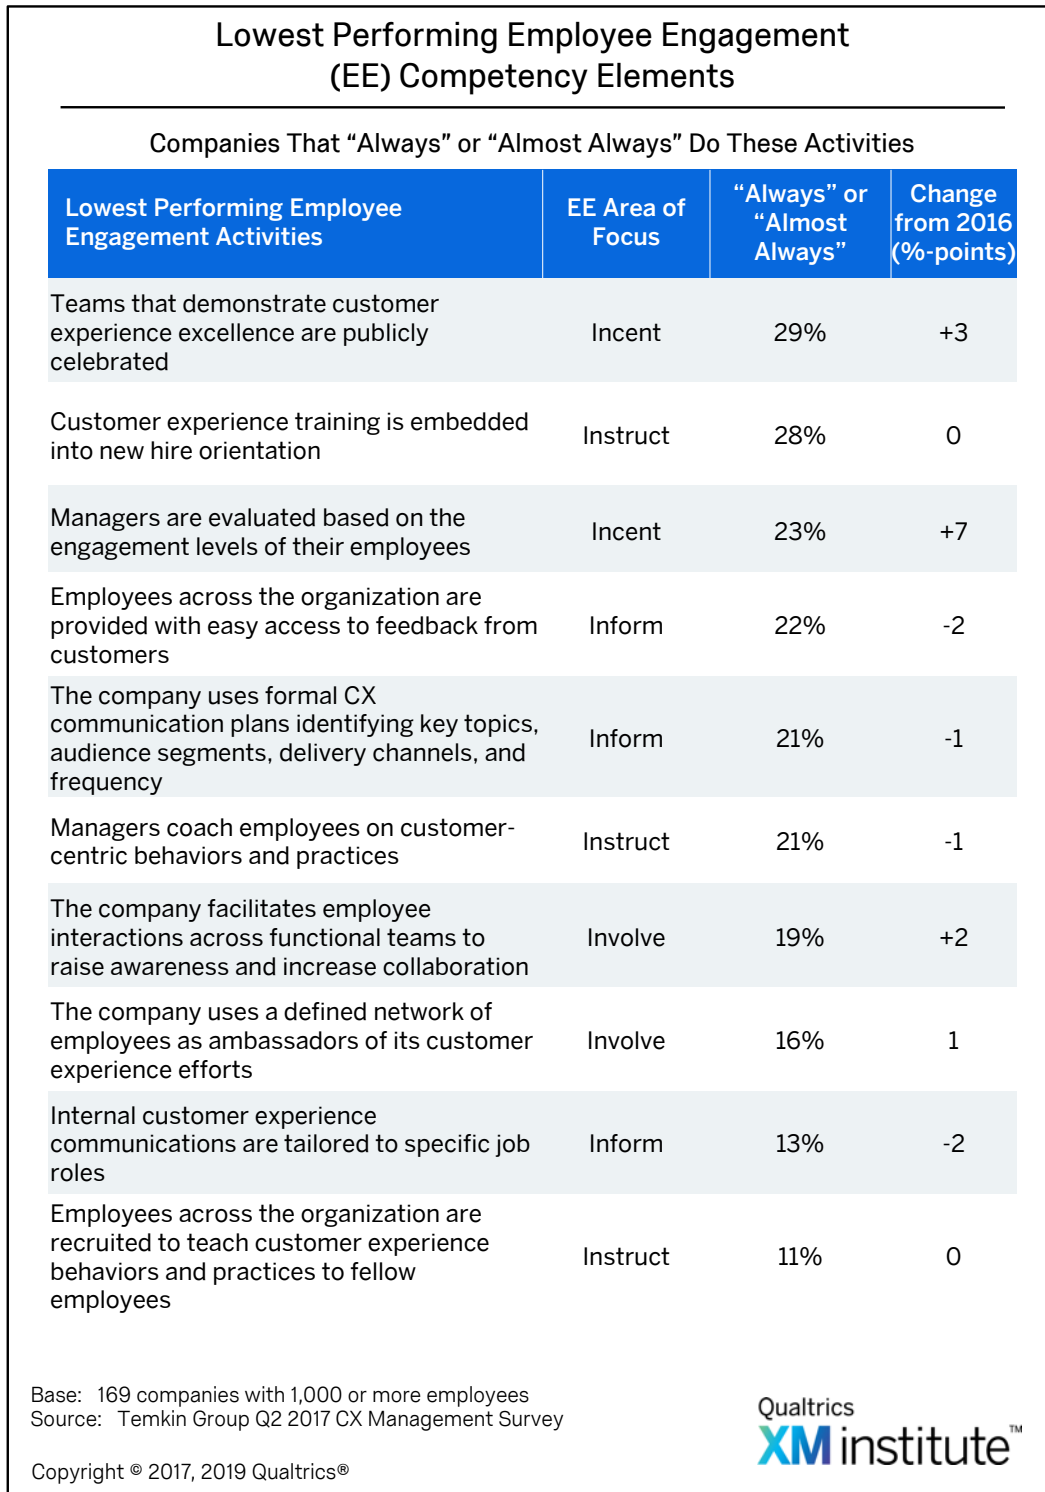 Lowest Performing Employee Engagement
(EE) Competency Elements
Companies That “Always” or “Almost Always” Do These Activities
Lowest Performing Employee
Engagement Activities
EE Area of
Focus
“Always” or
“Almost
Always”
Change
from 2016
(%-points)
Teams that demonstrate customer
experience excellence are publicly
celebrated
Incent
29%
+3
Customer experience training is embedded
into new hire orientation
Instruct
28%
0
Managers are evaluated based on the
engagement levels of their employees
Incent
23%
+7
Employees across the organization are
provided with easy access to feedback from
customers
Inform
22%
-2
The company uses formal CX
communication plans identifying key topics,
audience segments, delivery channels, and
frequency
Inform
21%
-1
Managers coach employees on customer-
centric behaviors and practices
Instruct
21%
-1
The company facilitates employee
interactions across functional teams to
raise awareness and increase collaboration
Involve
19%
+2
The company uses a defined network of
employees as ambassadors of its customer
experience efforts
Involve
16%
1
Internal customer experience
communications are tailored to specific job
roles
Inform
13%
-2
Employees across the organization are
recruited to teach customer experience
behaviors and practices to fellow
employees
Instruct
11%
0
Base: 169 companies with 1,000 or more employees
Source: Temkin Group Q2 2017 CX Management Survey
Copyright © 2017, 2019 Qualtrics®
Qualtrics
XM institute™